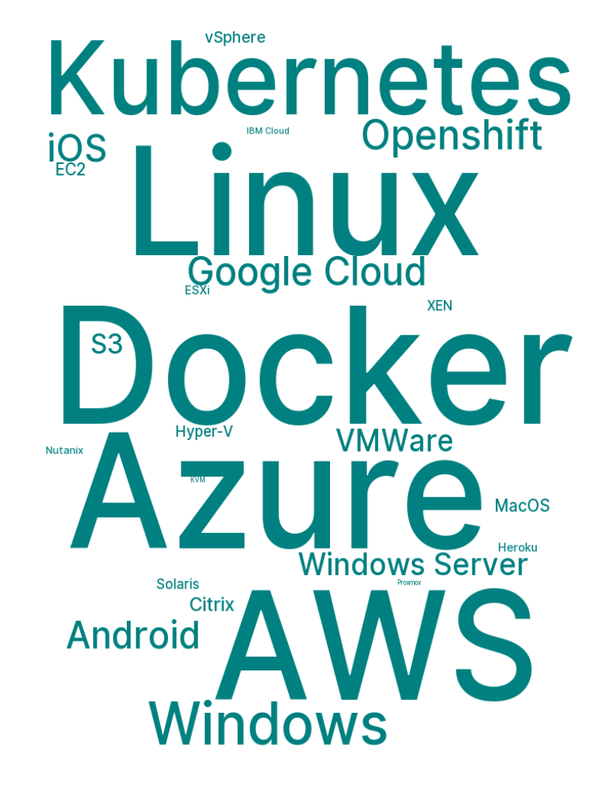 vSphere
Kubernetes
IBM Cloud
Openshift
iOS
EC2
Linux
Google Cloud
ESXi
XEN
S3
Docker
Hyper-V
VMWare
Nutanix
Azure
KVM
MacOS
Heroku
Windows Server
Proxmox
Solaris
Citrix
Android
AWS
Windows